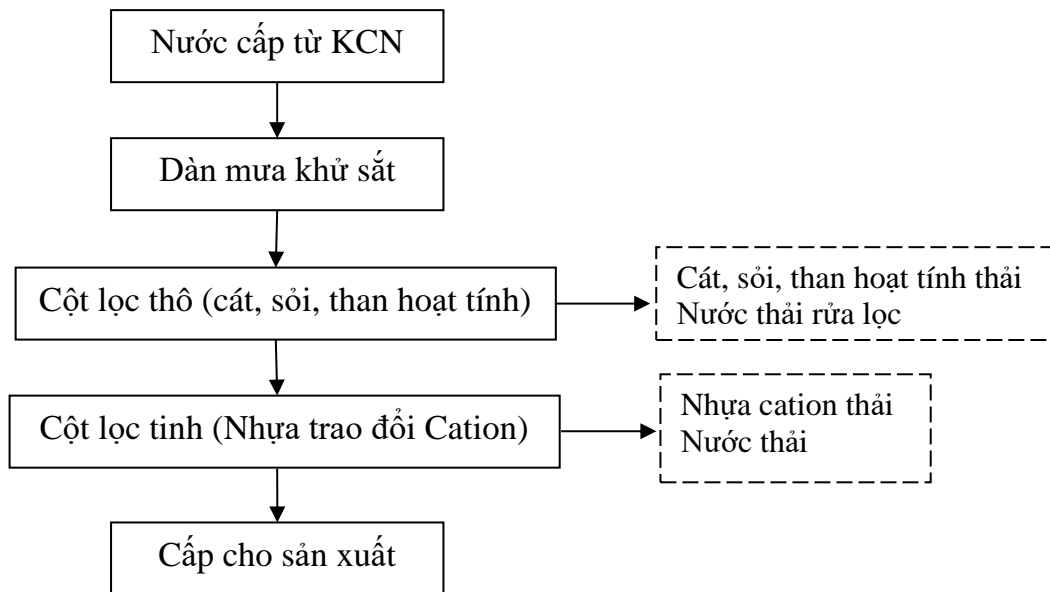 Nước cấp từ KCN
Dàn mưa khử sắt
Cột lọc thô (cát, sỏi, than hoạt tính)
Cát, sỏi, than hoạt tính thải
Nước thải rửa lọc
Cột lọc tinh (Nhựa trao đổi Cation)
Nhựa cation thải
Nước thải
Cấp cho sản xuất